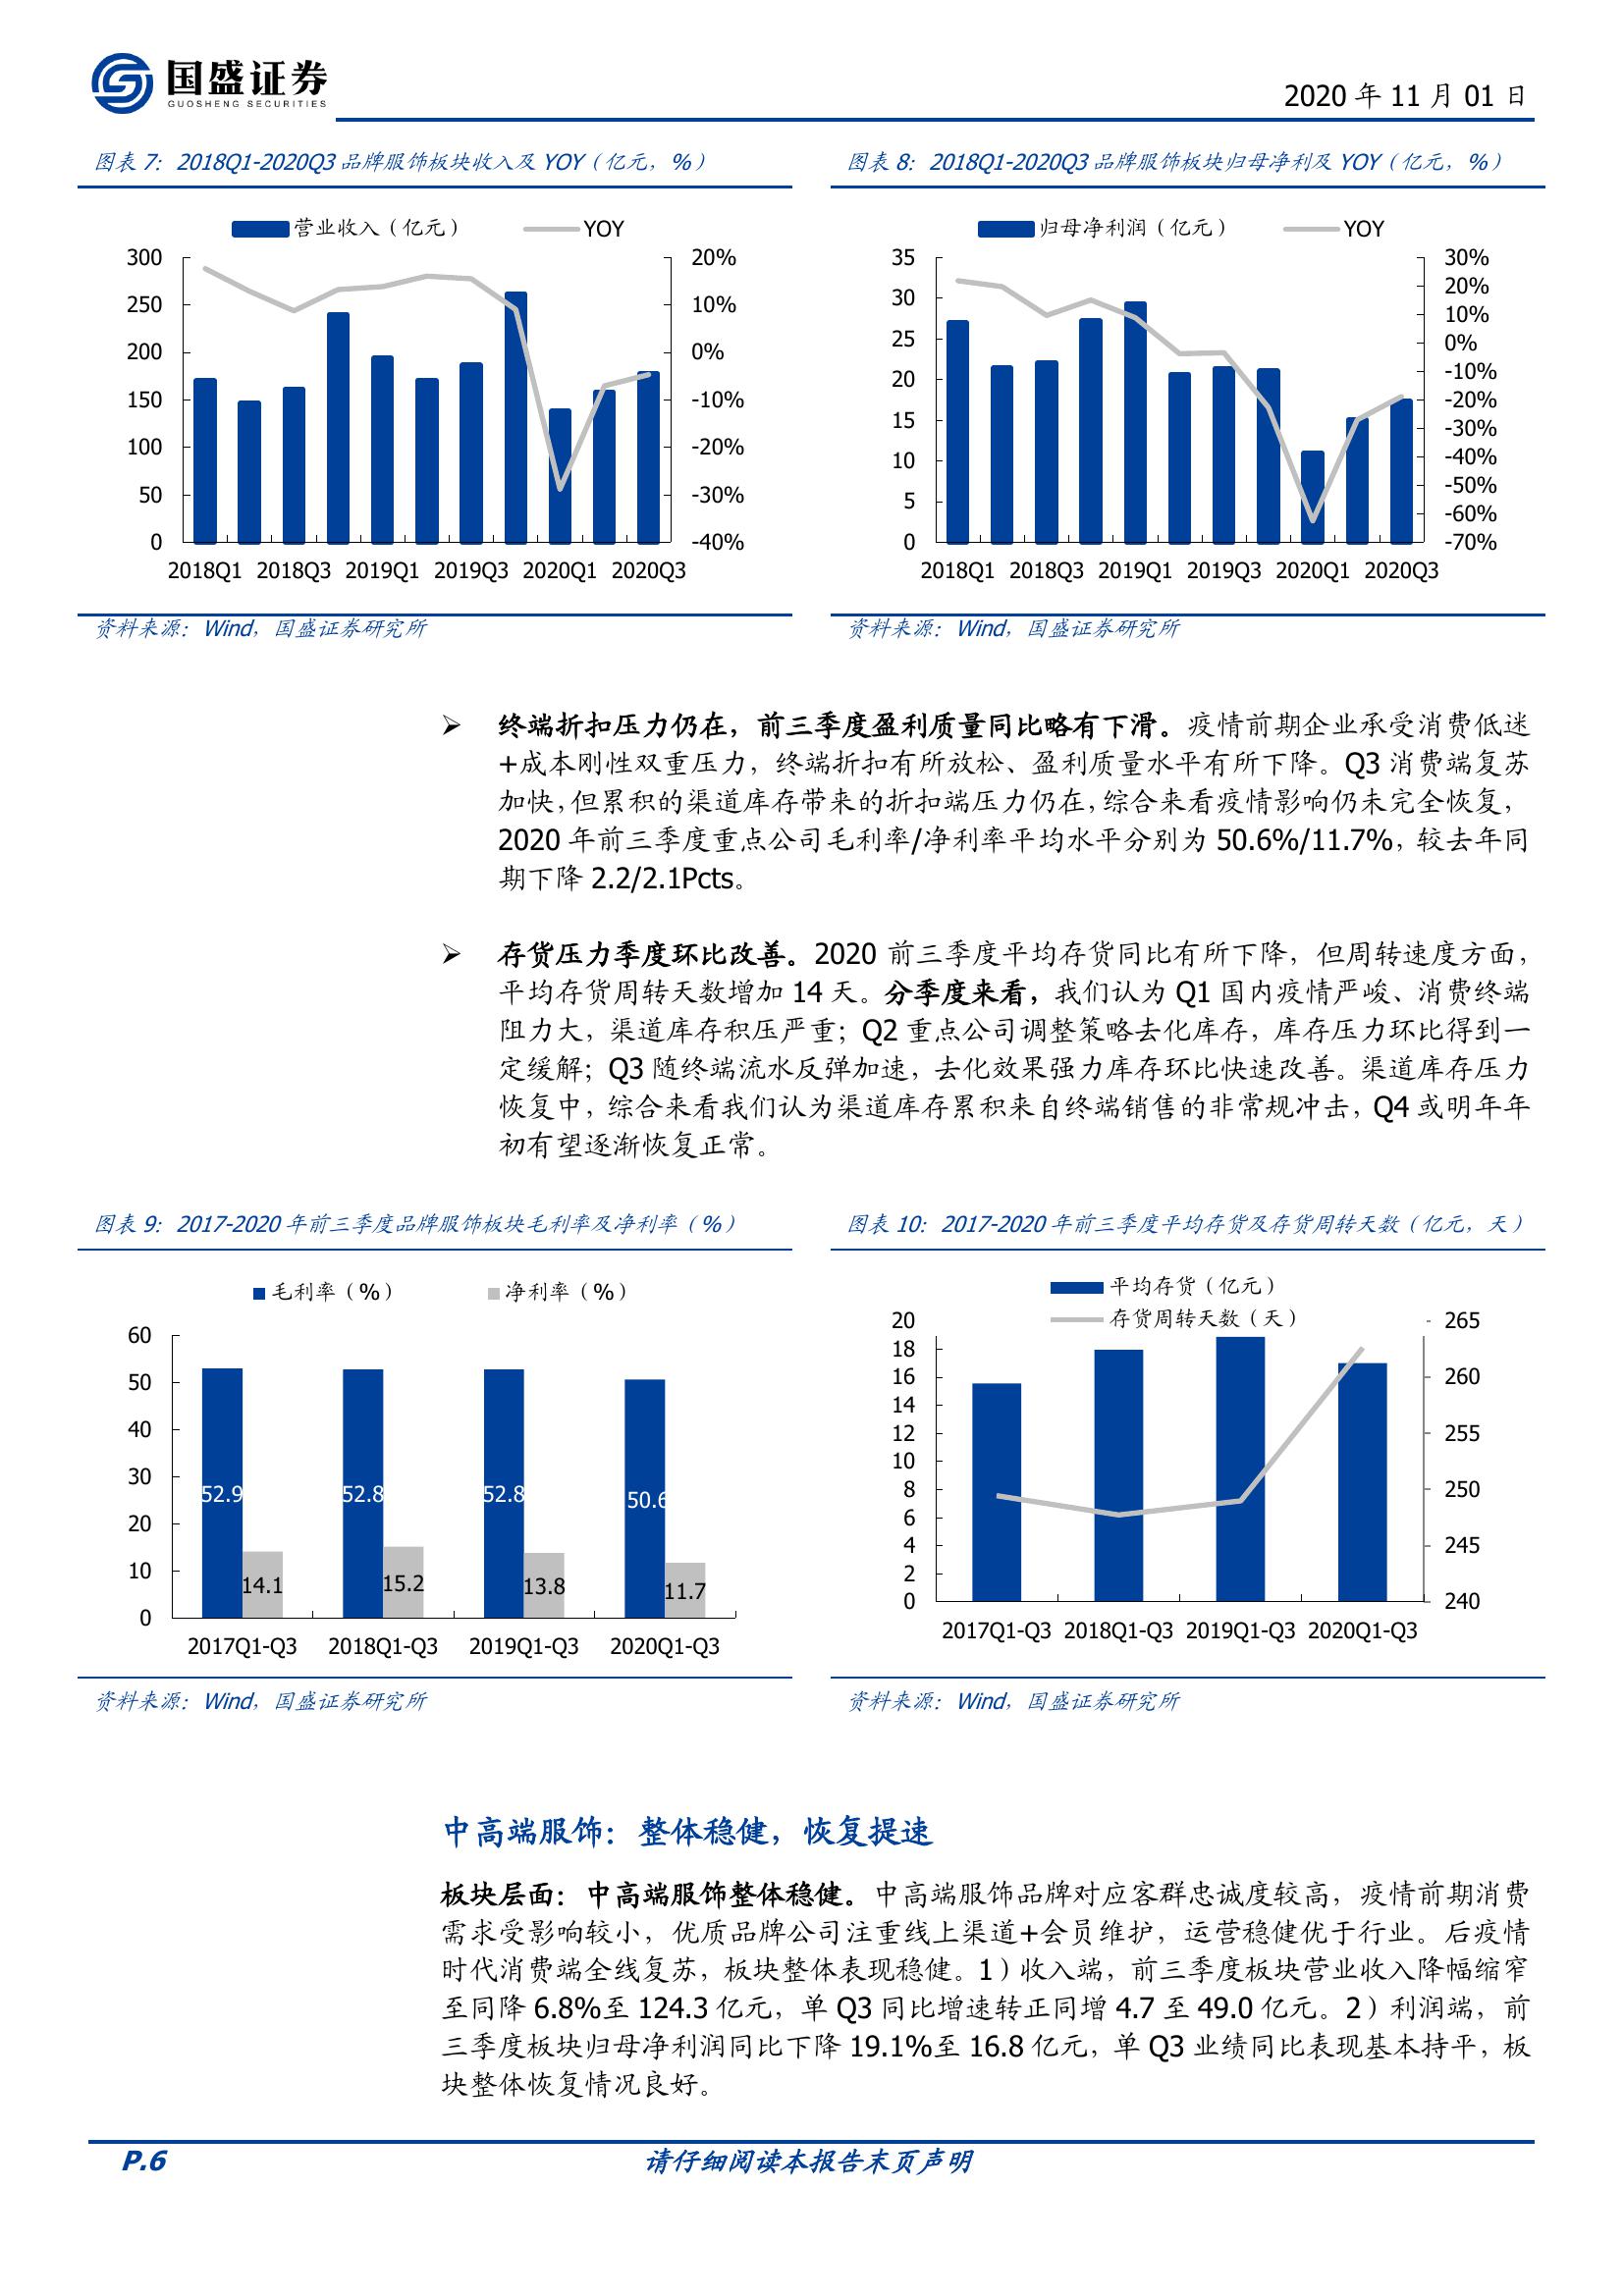 国盛证券
GUOSHENG SECURITIES
2020 年 11 月 01 日
图表 7：2018Q1-2020Q3 品牌服饰板块收入及 YOY（亿元，%）
营业收入（亿元）
YOY
300
250
200
150
100
50
0
20%
10%
0%
-10%
-20%
-30%
-40%
2018Q1 2018Q3 2019Q1 2019Q3 2020Q1 2020Q3
资料来源：Wind，国盛证券研究所
图表 8：2018Q1-2020Q3 品牌服饰板块归母净利及 YOY（亿元，%）
归母净利润（亿元）
YOY
35
30
25
20
15
10
5
0
30%
20%
10%
0%
-10%
-20%
-30%
-40%
-50%
-60%
-70%
2018Q1 2018Q3 2019Q1 2019Q3 2020Q1 2020Q3
资料来源：Wind，国盛证券研究所
➢ 终端折扣压力仍在，前三季度盈利质量同比略有下滑。疫情前期企业承受消费低迷
+成本刚性双重压力，终端折扣有所放松、盈利质量水平有所下降。Q3 消费端复苏
加快，但累积的渠道库存带来的折扣端压力仍在，综合来看疫情影响仍未完全恢复，
2020 年前三季度重点公司毛利率/净利率平均水平分别为 50.6%/11.7%，较去年同
期下降 2.2/2.1Pcts。
➢ 存货压力季度环比改善。2020 前三季度平均存货同比有所下降，但周转速度方面，
平均存货周转天数增加 14 天。分季度来看，我们认为 Q1 国内疫情严峻、消费终端
阻力大，渠道库存积压严重；Q2 重点公司调整策略去化库存，库存压力环比得到一
定缓解；Q3 随终端流水反弹加速，去化效果强力库存环比快速改善。渠道库存压力
恢复中，综合来看我们认为渠道库存累积来自终端销售的非常规冲击，Q4 或明年年
初有望逐渐恢复正常。
图表 9：2017-2020 年前三季度品牌服饰板块毛利率及净利率（%）
毛利率（%）
净利率（%）
60
50
40
30
20
10
0
52.9
14.1
52.8
15.2
52.8
13.8
50.6
11.7
2017Q1-Q3 2018Q1-Q3 2019Q1-Q3 2020Q1-Q3
资料来源：Wind，国盛证券研究所
图表 10：2017-2020 年前三季度平均存货及存货周转天数（亿元，天）
平均存货（亿元）
存货周转天数（天）
20
18
16
14
12
10
8
6
4
2
0
265
260
255
250
245
240
2017Q1-Q3 2018Q1-Q3 2019Q1-Q3 2020Q1-Q3
资料来源：Wind，国盛证券研究所
中高端服饰：整体稳健，恢复提速
板块层面：中高端服饰整体稳健。中高端服饰品牌对应客群忠诚度较高，疫情前期消费
需求受影响较小，优质品牌公司注重线上渠道+会员维护，运营稳健优于行业。后疫情
时代消费端全线复苏，板块整体表现稳健。1）收入端，前三季度板块营业收入降幅缩窄
至同降 6.8%至 124.3 亿元，单 Q3 同比增速转正同增 4.7 至 49.0 亿元。2）利润端，前
三季度板块归母净利润同比下降 19.1%至 16.8 亿元，单 Q3 业绩同比表现基本持平，板
块整体恢复情况良好。
P.6
请仔细阅读本报告末页声明